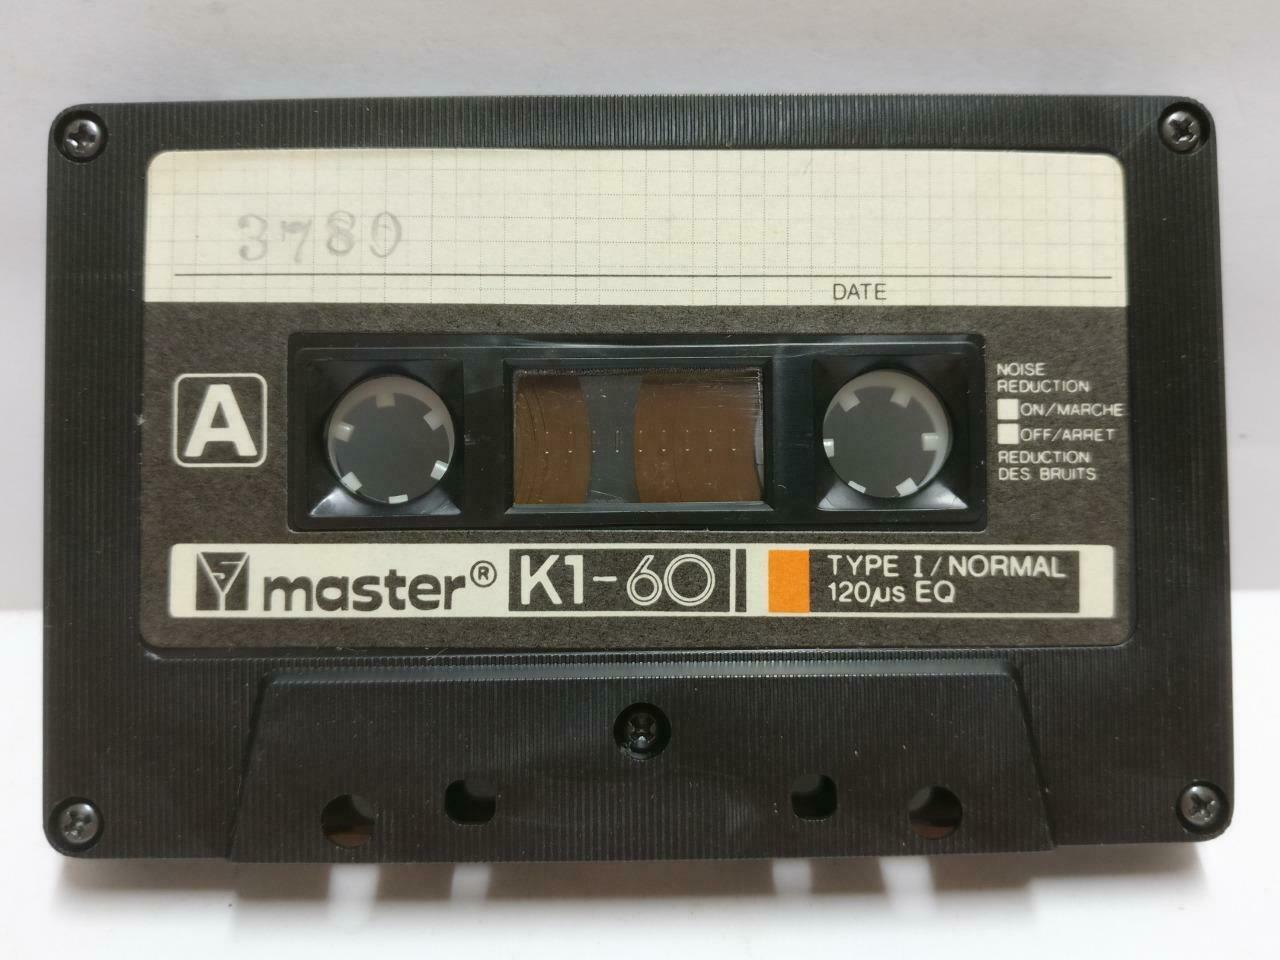 3780
DATE
A
NOISE
REDUCTION
ON/MARCHE
OFF/ARRET
REDUCTION
DES BRUITS
master® K1-60
TYPE I/NORMAL
120µs EQ